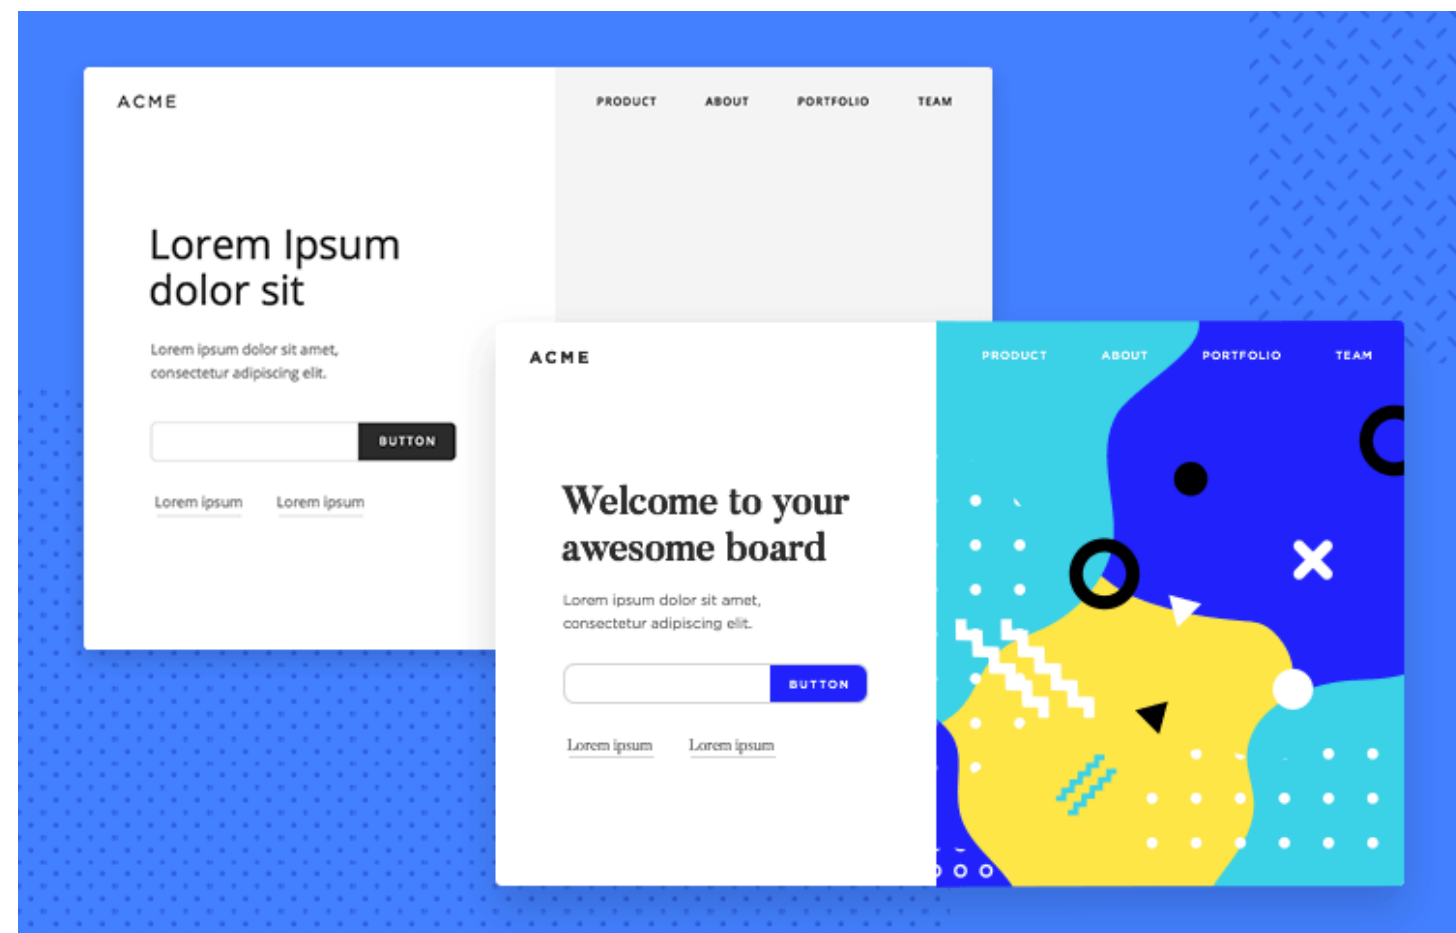 ACME
PRODUCT ABOUT PORTFOLIO TEAM
Lorem Ipsum
dolor sit
Lorem ipsum dolor sit amet,
consectetur adipiscing elit.
BUTTON
Lorem ipsum Lorem ipsum
ACME
PRODUCT ABOUT PORTFOLIO TEAM
Welcome to your
awesome board
Lorem ipsum dolor sit amet,
consectetur adipiscing elit.
BUTTON
Lorem ipsum Lorem ipsum